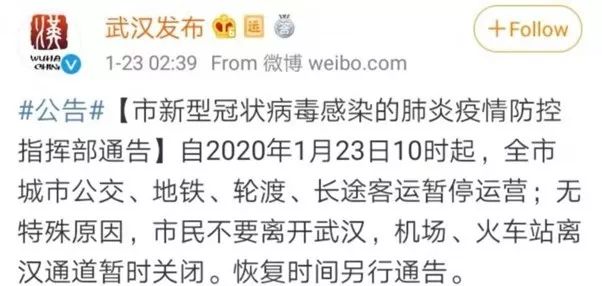 武汉发布
+Follow
1-23 02:39 From 微博 weibo.com
#公告#【市新型冠状病毒感染的肺炎疫情防控
指挥部通告】自2020年1月23日10时起，全市
城市公交、地铁、轮渡、长途客运暂停运营；无
特殊原因，市民不要离开武汉，机场、火车站离
汉通道暂时关闭。恢复时间另行通告。